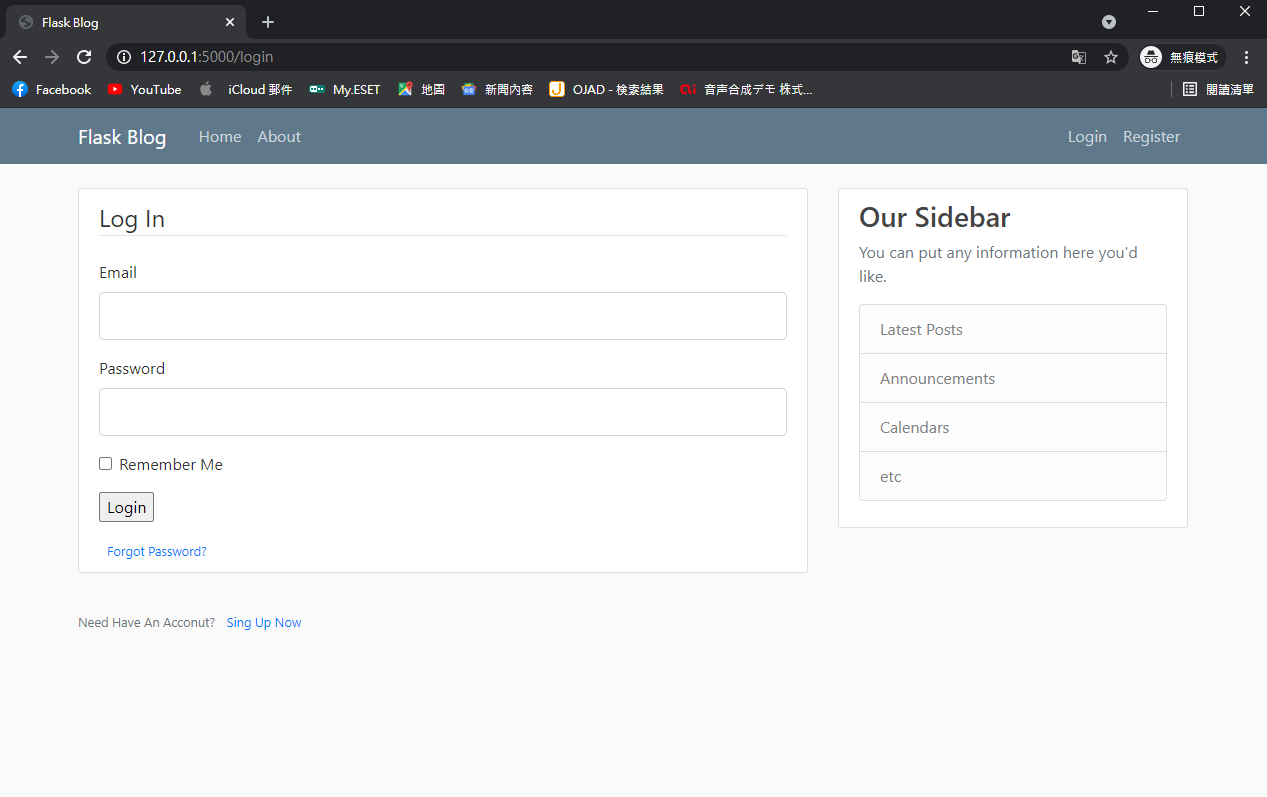 Flask Blog
127.0.0.1:5000/login
無痕模式
Facebook
YouTube
iCloud 郵件
My.ESET
地圖
新聞內容
OJAD - 検索結果
音声合成デモ 株式...
閱讀清單
Flask Blog
Home
About
Login
Register
Log In
Email
Password
Remember Me
Login
Forgot Password?
Need Have An Acconut? Sing Up Now
Our Sidebar
You can put any information here you'd
like.
Latest Posts
Announcements
Calendars
etc